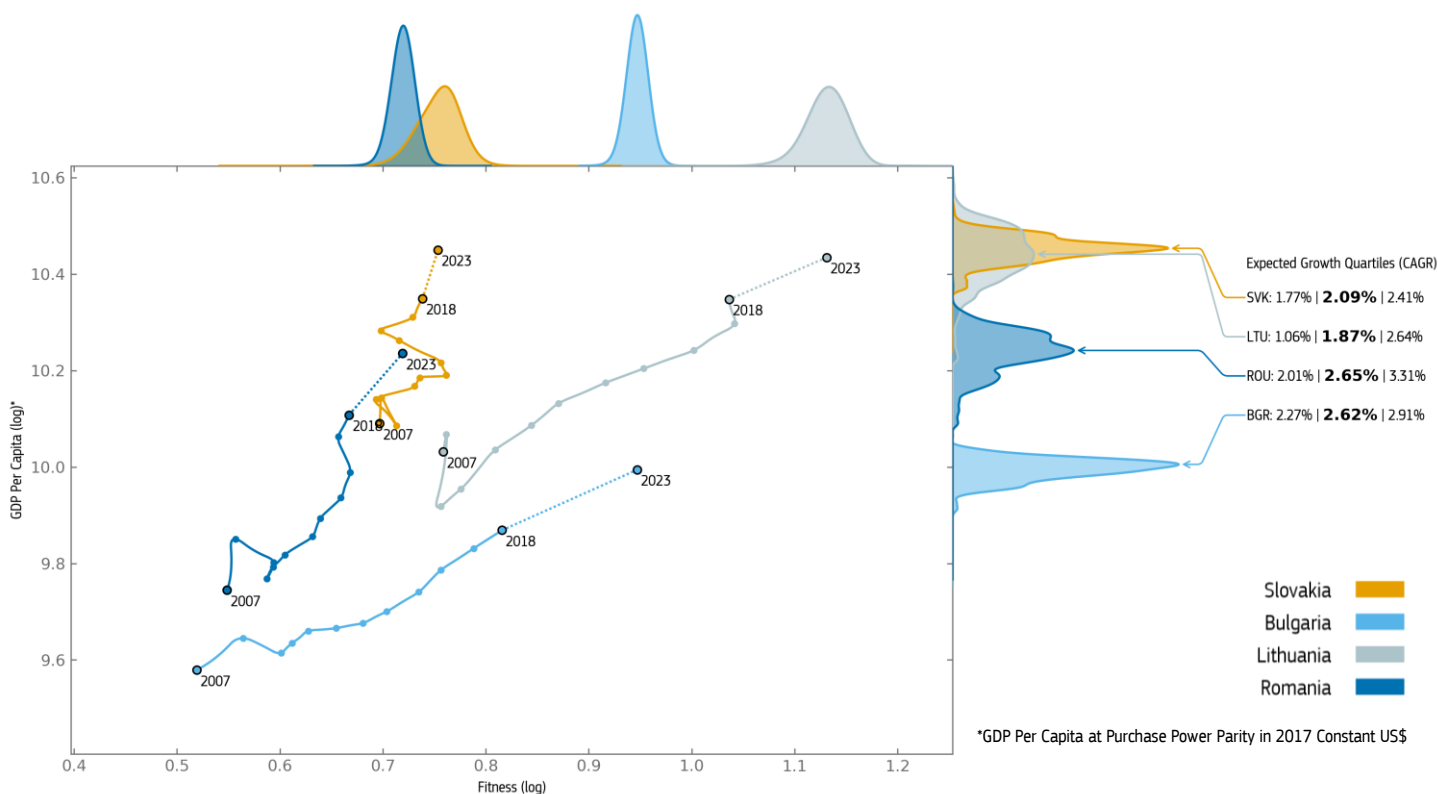 10.6
Expected Growth Quartiles (CAGR)
2023
2023
10.4
SVK: 1.77% | 2.09% | 2.41%
2018
2018
LTU: 1.06% | 1.87% | 2.64%
2023
10.2
ROU: 2.01% | 2.65% | 3.31%
2018
2007
BGR: 2.27% | 2.62% | 2.91%
2007
10.0
2023
GDP Per Capita (log)*
2018
9.8
2007
Slovakia
Bulgaria
9.6
2007
Lithuania
Romania
*GDP Per Capita at Purchase Power Parity in 2017 Constant US$
0.4 0.5 0.6 0.7 0.8 0.9 1.0 1.1 1.2
Fitness (log)